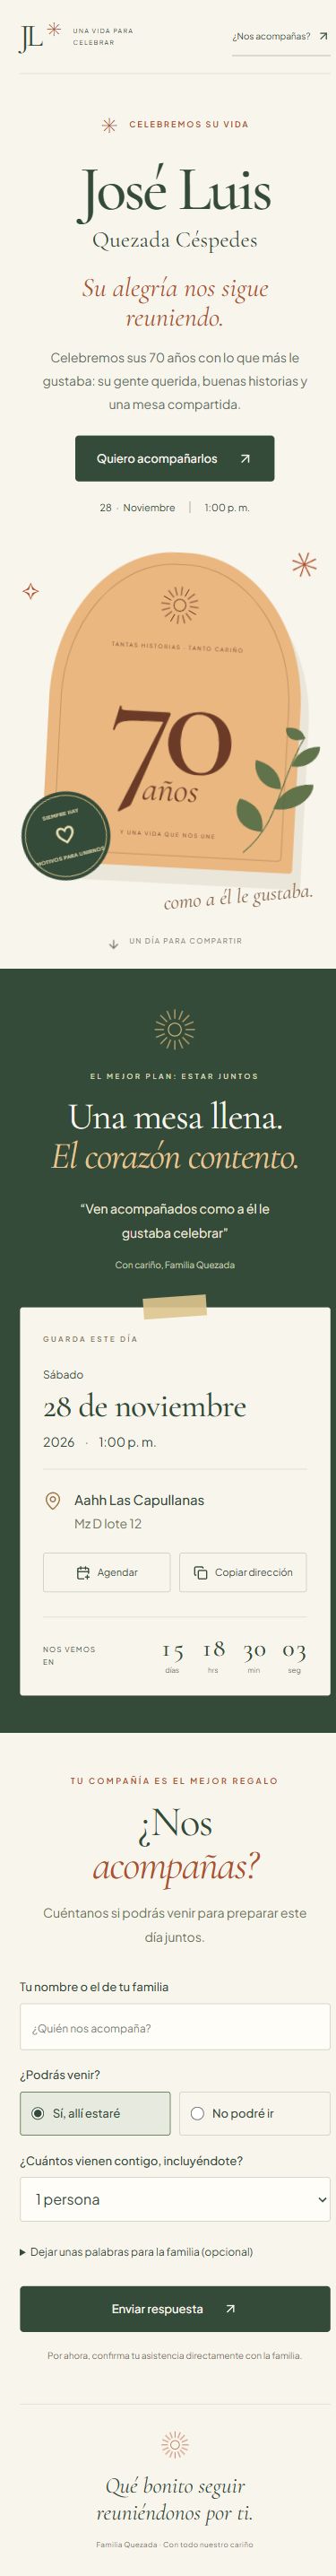 JL
UNA VIDA PARA
CELEBRAR
¿Nos acompañas?
CELEBREMOS SU VIDA
José Luis
Quezada Céspedes
Su alegría nos sigue
reuniendo.
Celebremos sus 70 años con lo que más le
gustaba: su gente querida, buenas historias y
una mesa compartida.
Quiero acompañarlos
28 · Noviembre | 1:00 p. m.
TANTAS HISTORIAS · TANTO CARIÑO
70
años
Y UNA VIDA QUE NOS UNE
SIEMPRE HAY
MOTIVOS PARA UNIRNOS
como a él le gustaba.
UN DÍA PARA COMPARTIR
EL MEJOR PLAN: ESTAR JUNTOS
Una mesa llena.
El corazón contento.
“Ven acompañados como a él le
gustaba celebrar”
Con cariño, Familia Quezada
GUARDA ESTE DÍA
Sábado
28 de noviembre
2026 · 1:00 p. m.
Aahh Las Capullanas
Mz D lote 12
Agendar
Copiar dirección
NOS VEMOS
EN
15 18 30 03
días hrs min seg
TU COMPAÑÍA ES EL MEJOR REGALO
¿Nos
acompañas?
Cuéntanos si podrás venir para preparar este
día juntos.
Tu nombre o el de tu familia
¿Quién nos acompaña?
¿Podrás venir?
Sí, allí estaré
No podré ir
¿Cuántos vienen contigo, incluyéndote?
1 persona
Dejar unas palabras para la familia (opcional)
Enviar respuesta
Por ahora, confirma tu asistencia directamente con la familia.
Qué bonito seguir
reuniéndonos por ti.
Familia Quezada · Con todo nuestro cariño